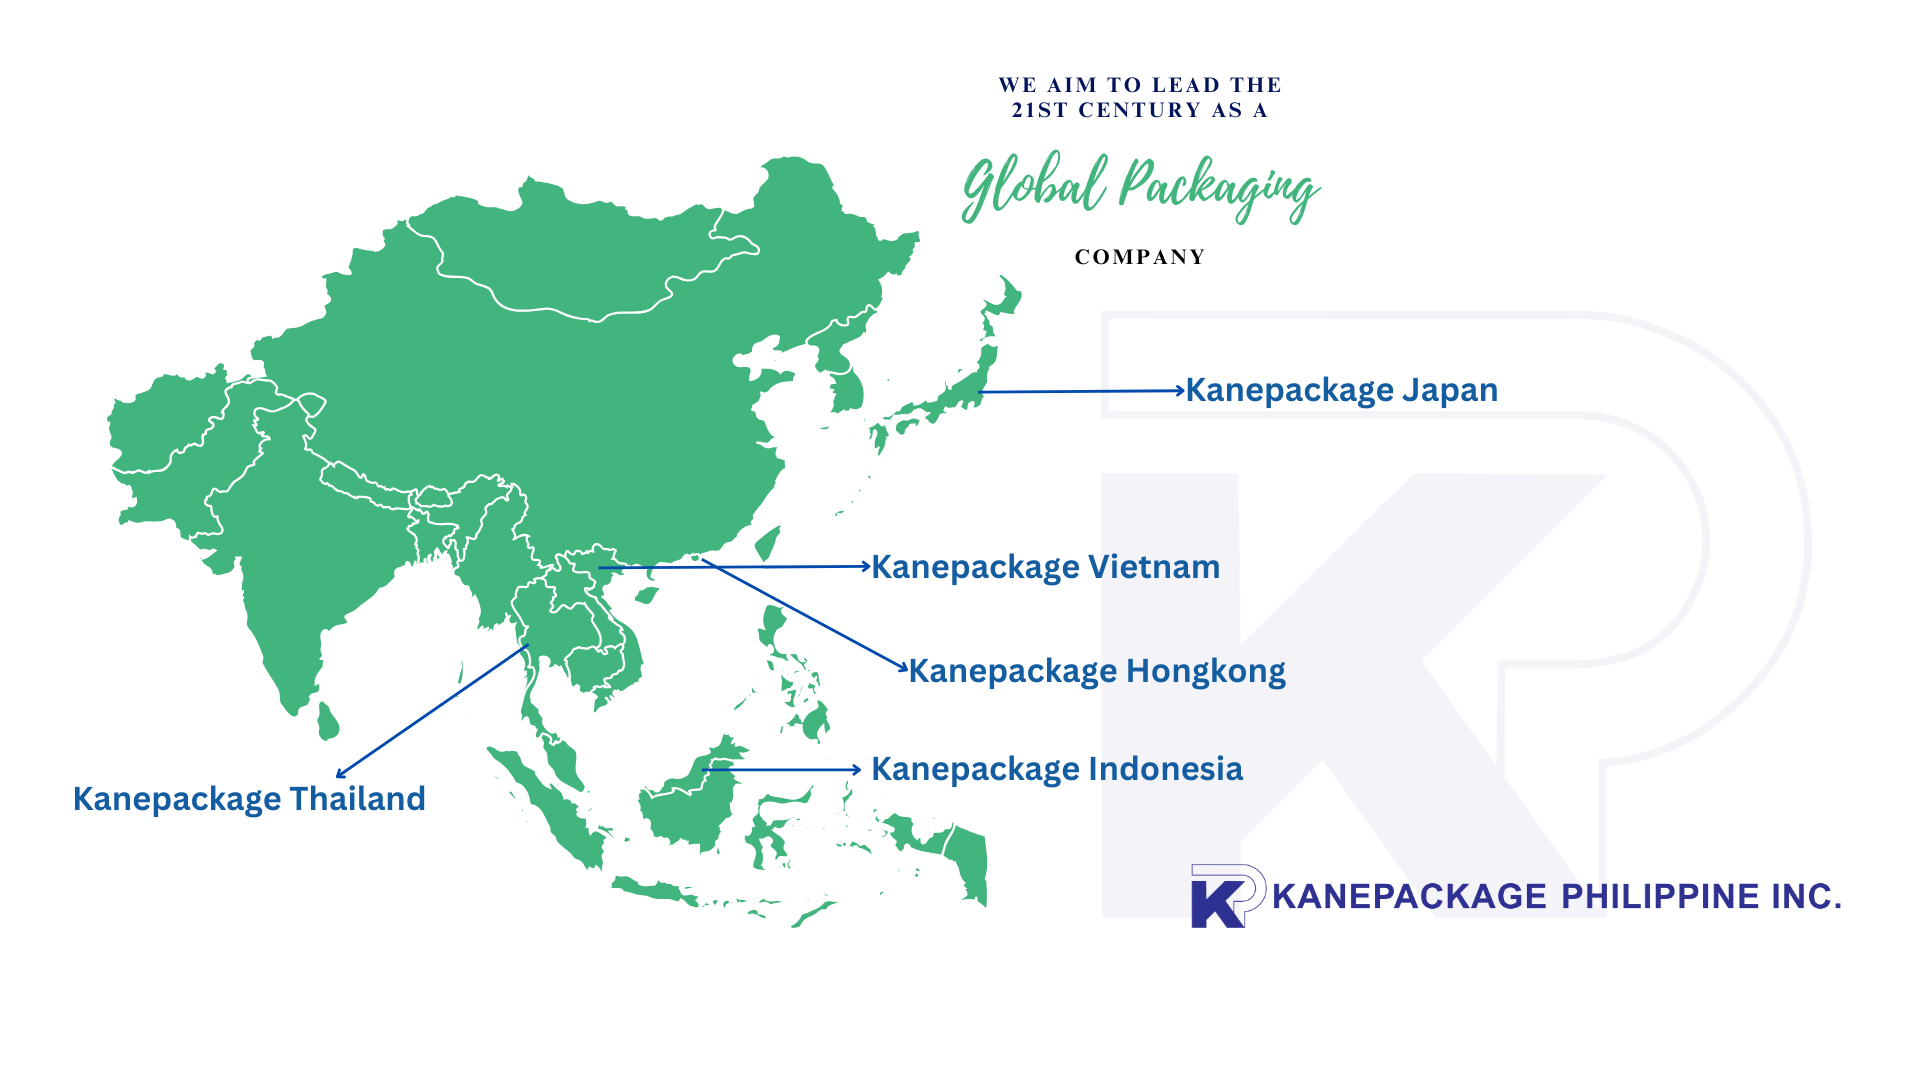 WE AIM TO LEAD THE
21ST CENTURY AS A
Global Packaging
COMPANY
Kanepackage Japan
Kanepackage Vietnam
Kanepackage Hongkong
Kanepackage Indonesia
Kanepackage Thailand
KP KANEPACKAGE PHILIPPINE INC.